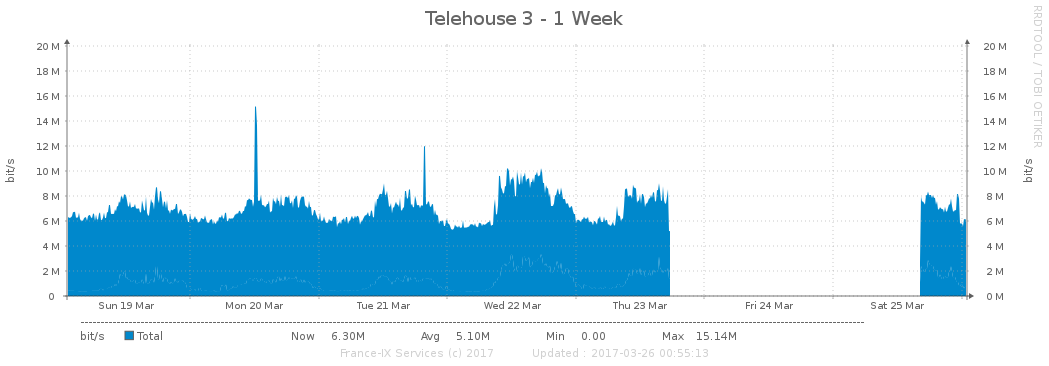 Telehouse 3 - 1 Week
RRDTOOL / TOBI OETIKER
20 M 20 M
18 M 18 M
16 M 16 M
14 M 14 M
12 M 12 M
10 M 10 M
8 M 8 M
6 M 6 M
4 M 4 M
2 M 2 M
0 0 M
bit/s bit/s
Sun 19 Mar Mon 20 Mar Tue 21 Mar Wed 22 Mar Thu 23 Mar Fri 24 Mar Sat 25 Mar
bit/s Total Now 6.30M Avg 5.10M Min 0.00 Max 15.14M
France-IX Services (c) 2017 Updated : 2017-03-26 00:55:13